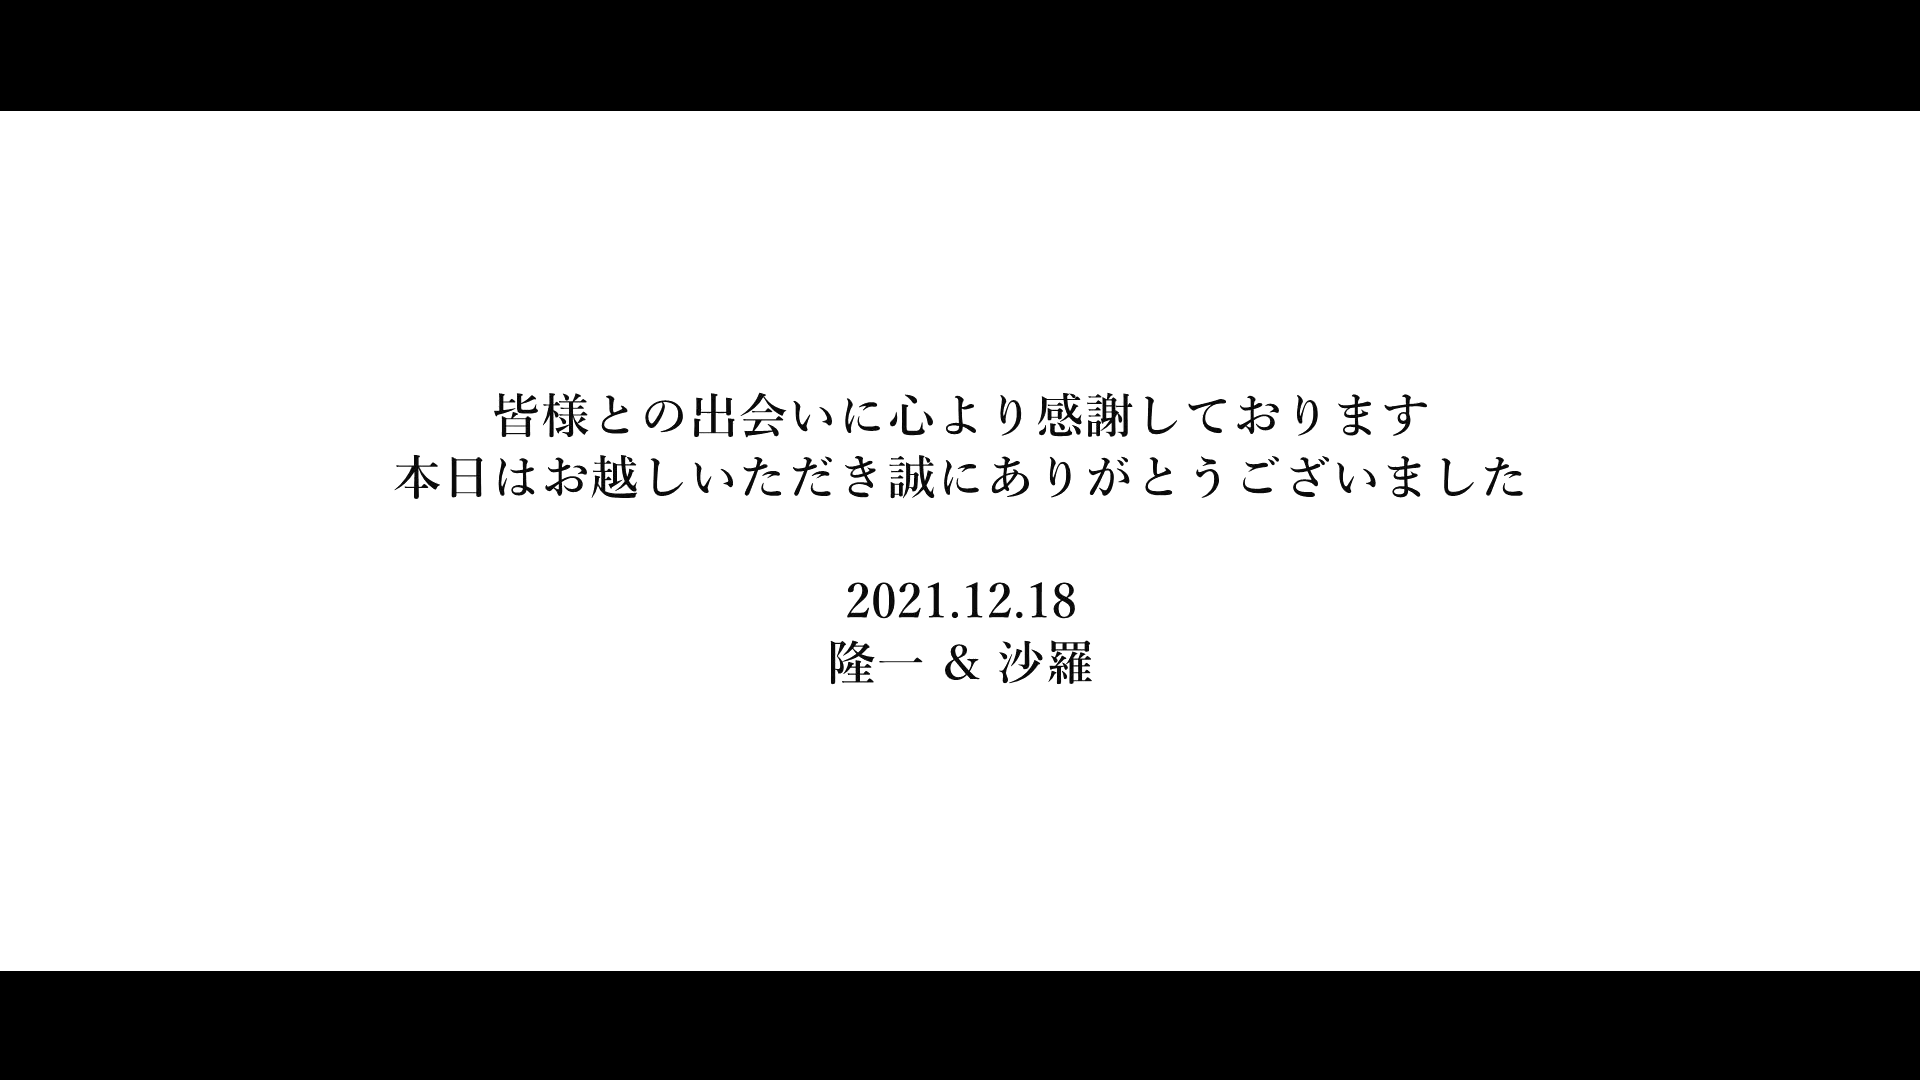 皆様との出会いに心より感謝しております
本日はお越しいただき誠にありがとうございました
2021.12.18
隆一 & 沙羅